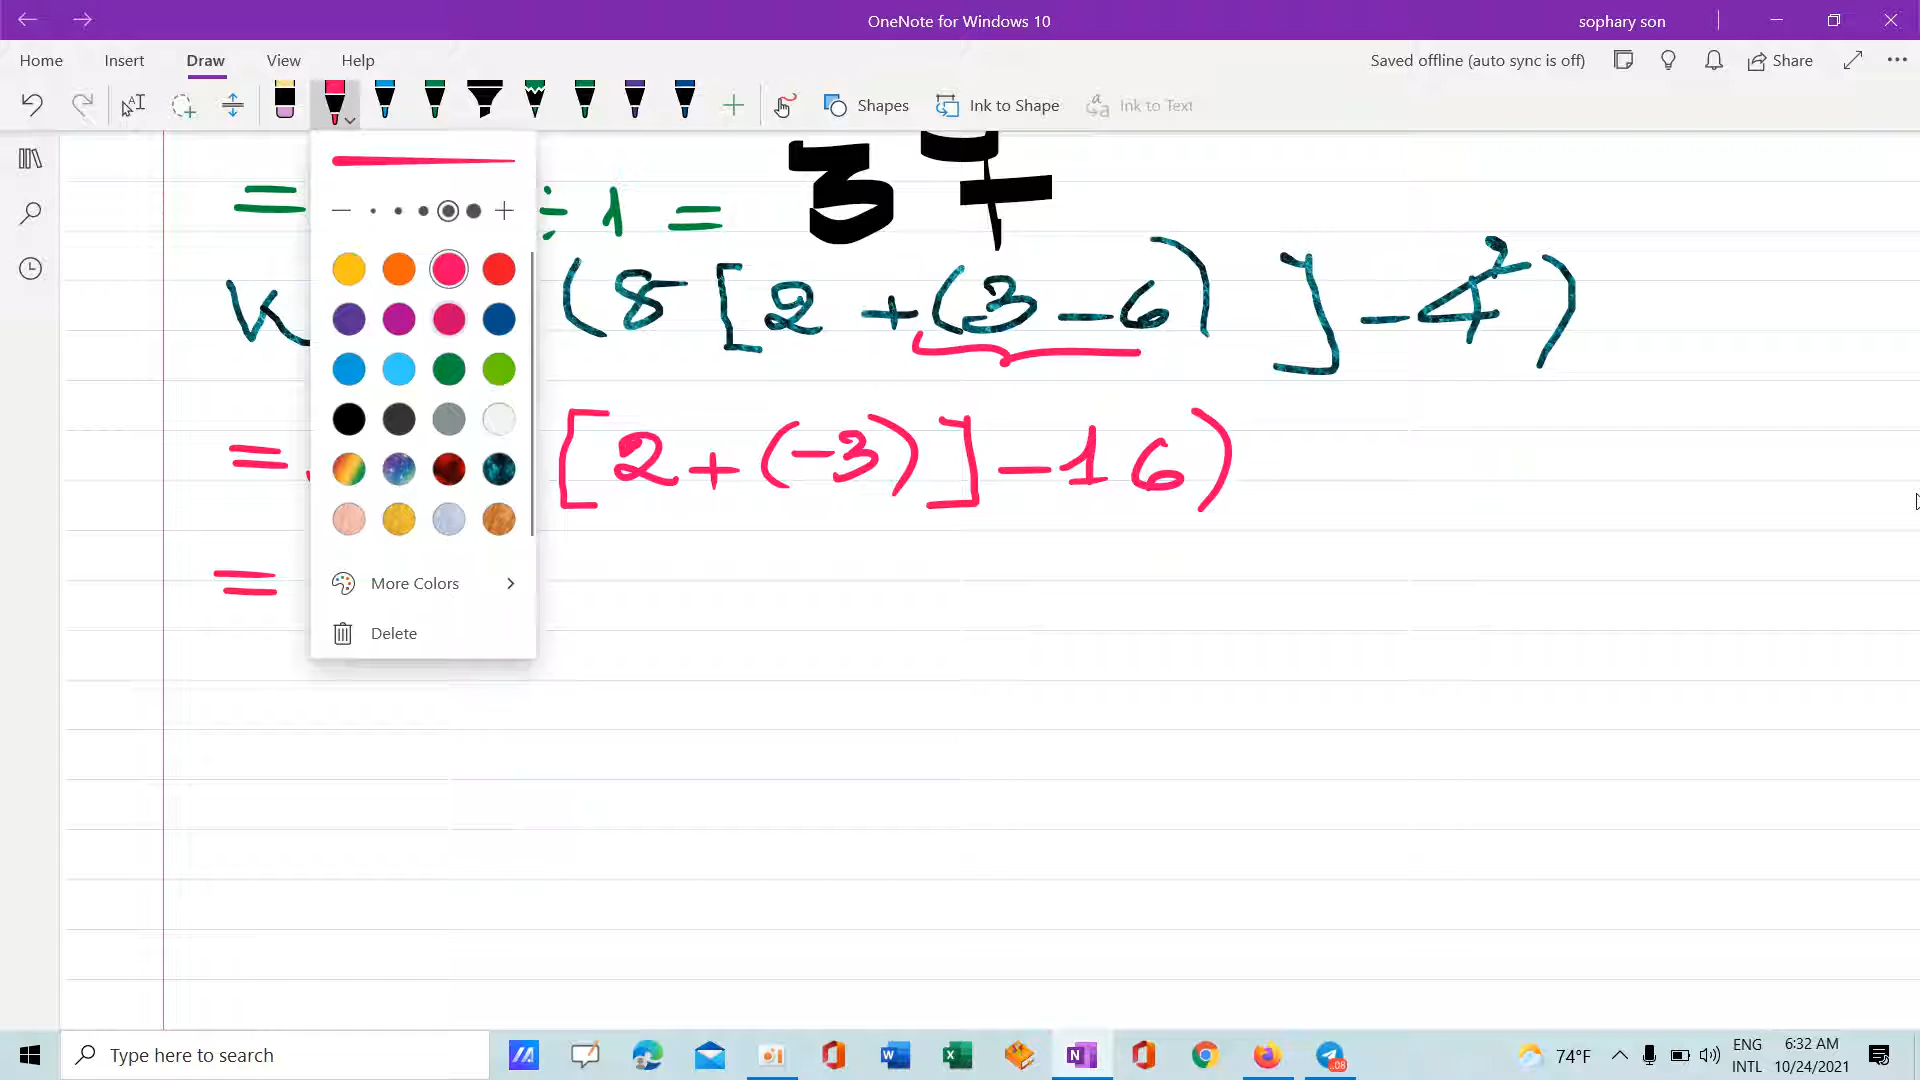 OneNote for Windows 10
sophary son
Home Insert Draw View Help
Saved offline (auto sync is off) Share
Shapes Ink to Shape Ink to Text
= ÷ 1 = 3
K (8 [2 + (3 - 6) ] - 4²)
= [2 + (-3)] - 16)
=
More Colors
Delete
Type here to search
74°F
ENG
INTL
6:32 AM
10/24/2021